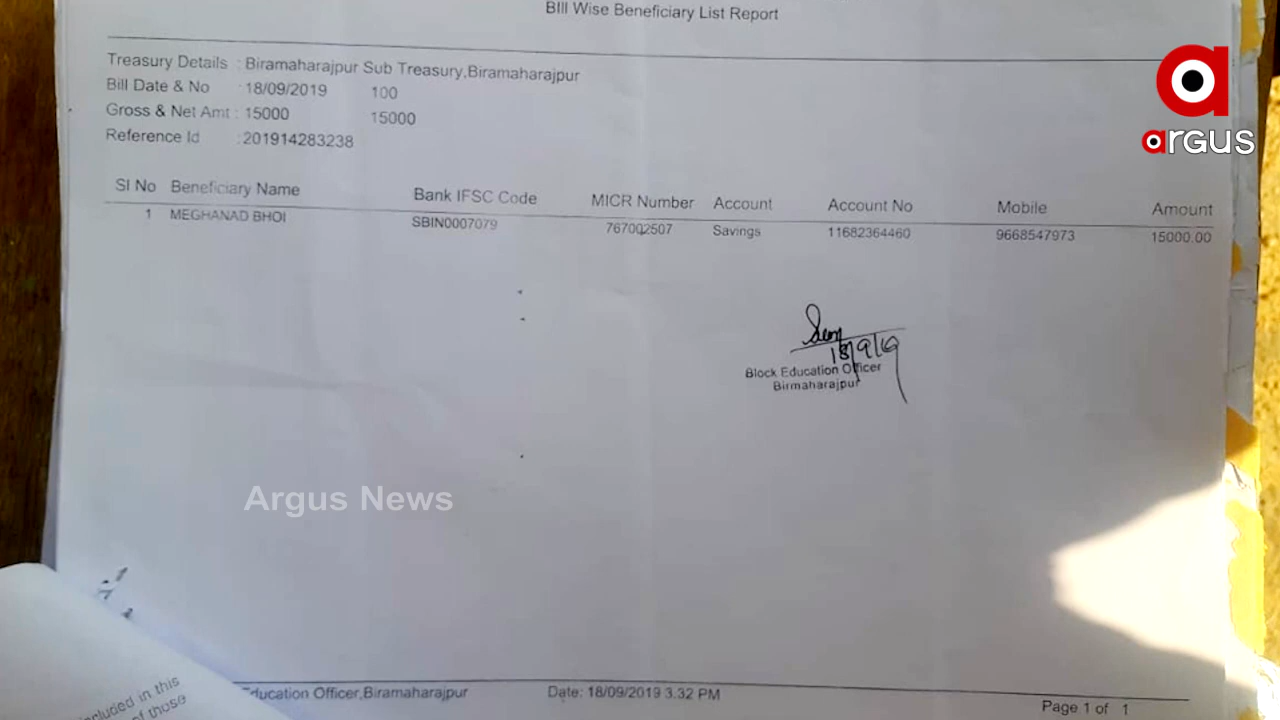 Bill Wise Beneficiary List Report
argus
Treasury Details : Biramaharajpur Sub Treasury,Biramaharajpur
Bill Date & No : 18/09/2019 100
Gross & Net Amt : 15000 15000
Reference Id :201914283238
Sl No Beneficiary Name Bank IFSC Code MICR Number Account Account No Mobile Amount
1 MEGHANAD BHOI SBIN0007079 767002507 Savings 11682364460 9668547973 15000.00
18/9/19
Block Education Officer
Birmaharajpur
Argus News
Education Officer,Biramaharajpur Date: 18/09/2019 3.32 PM
Page 1 of 1
included in this
of those